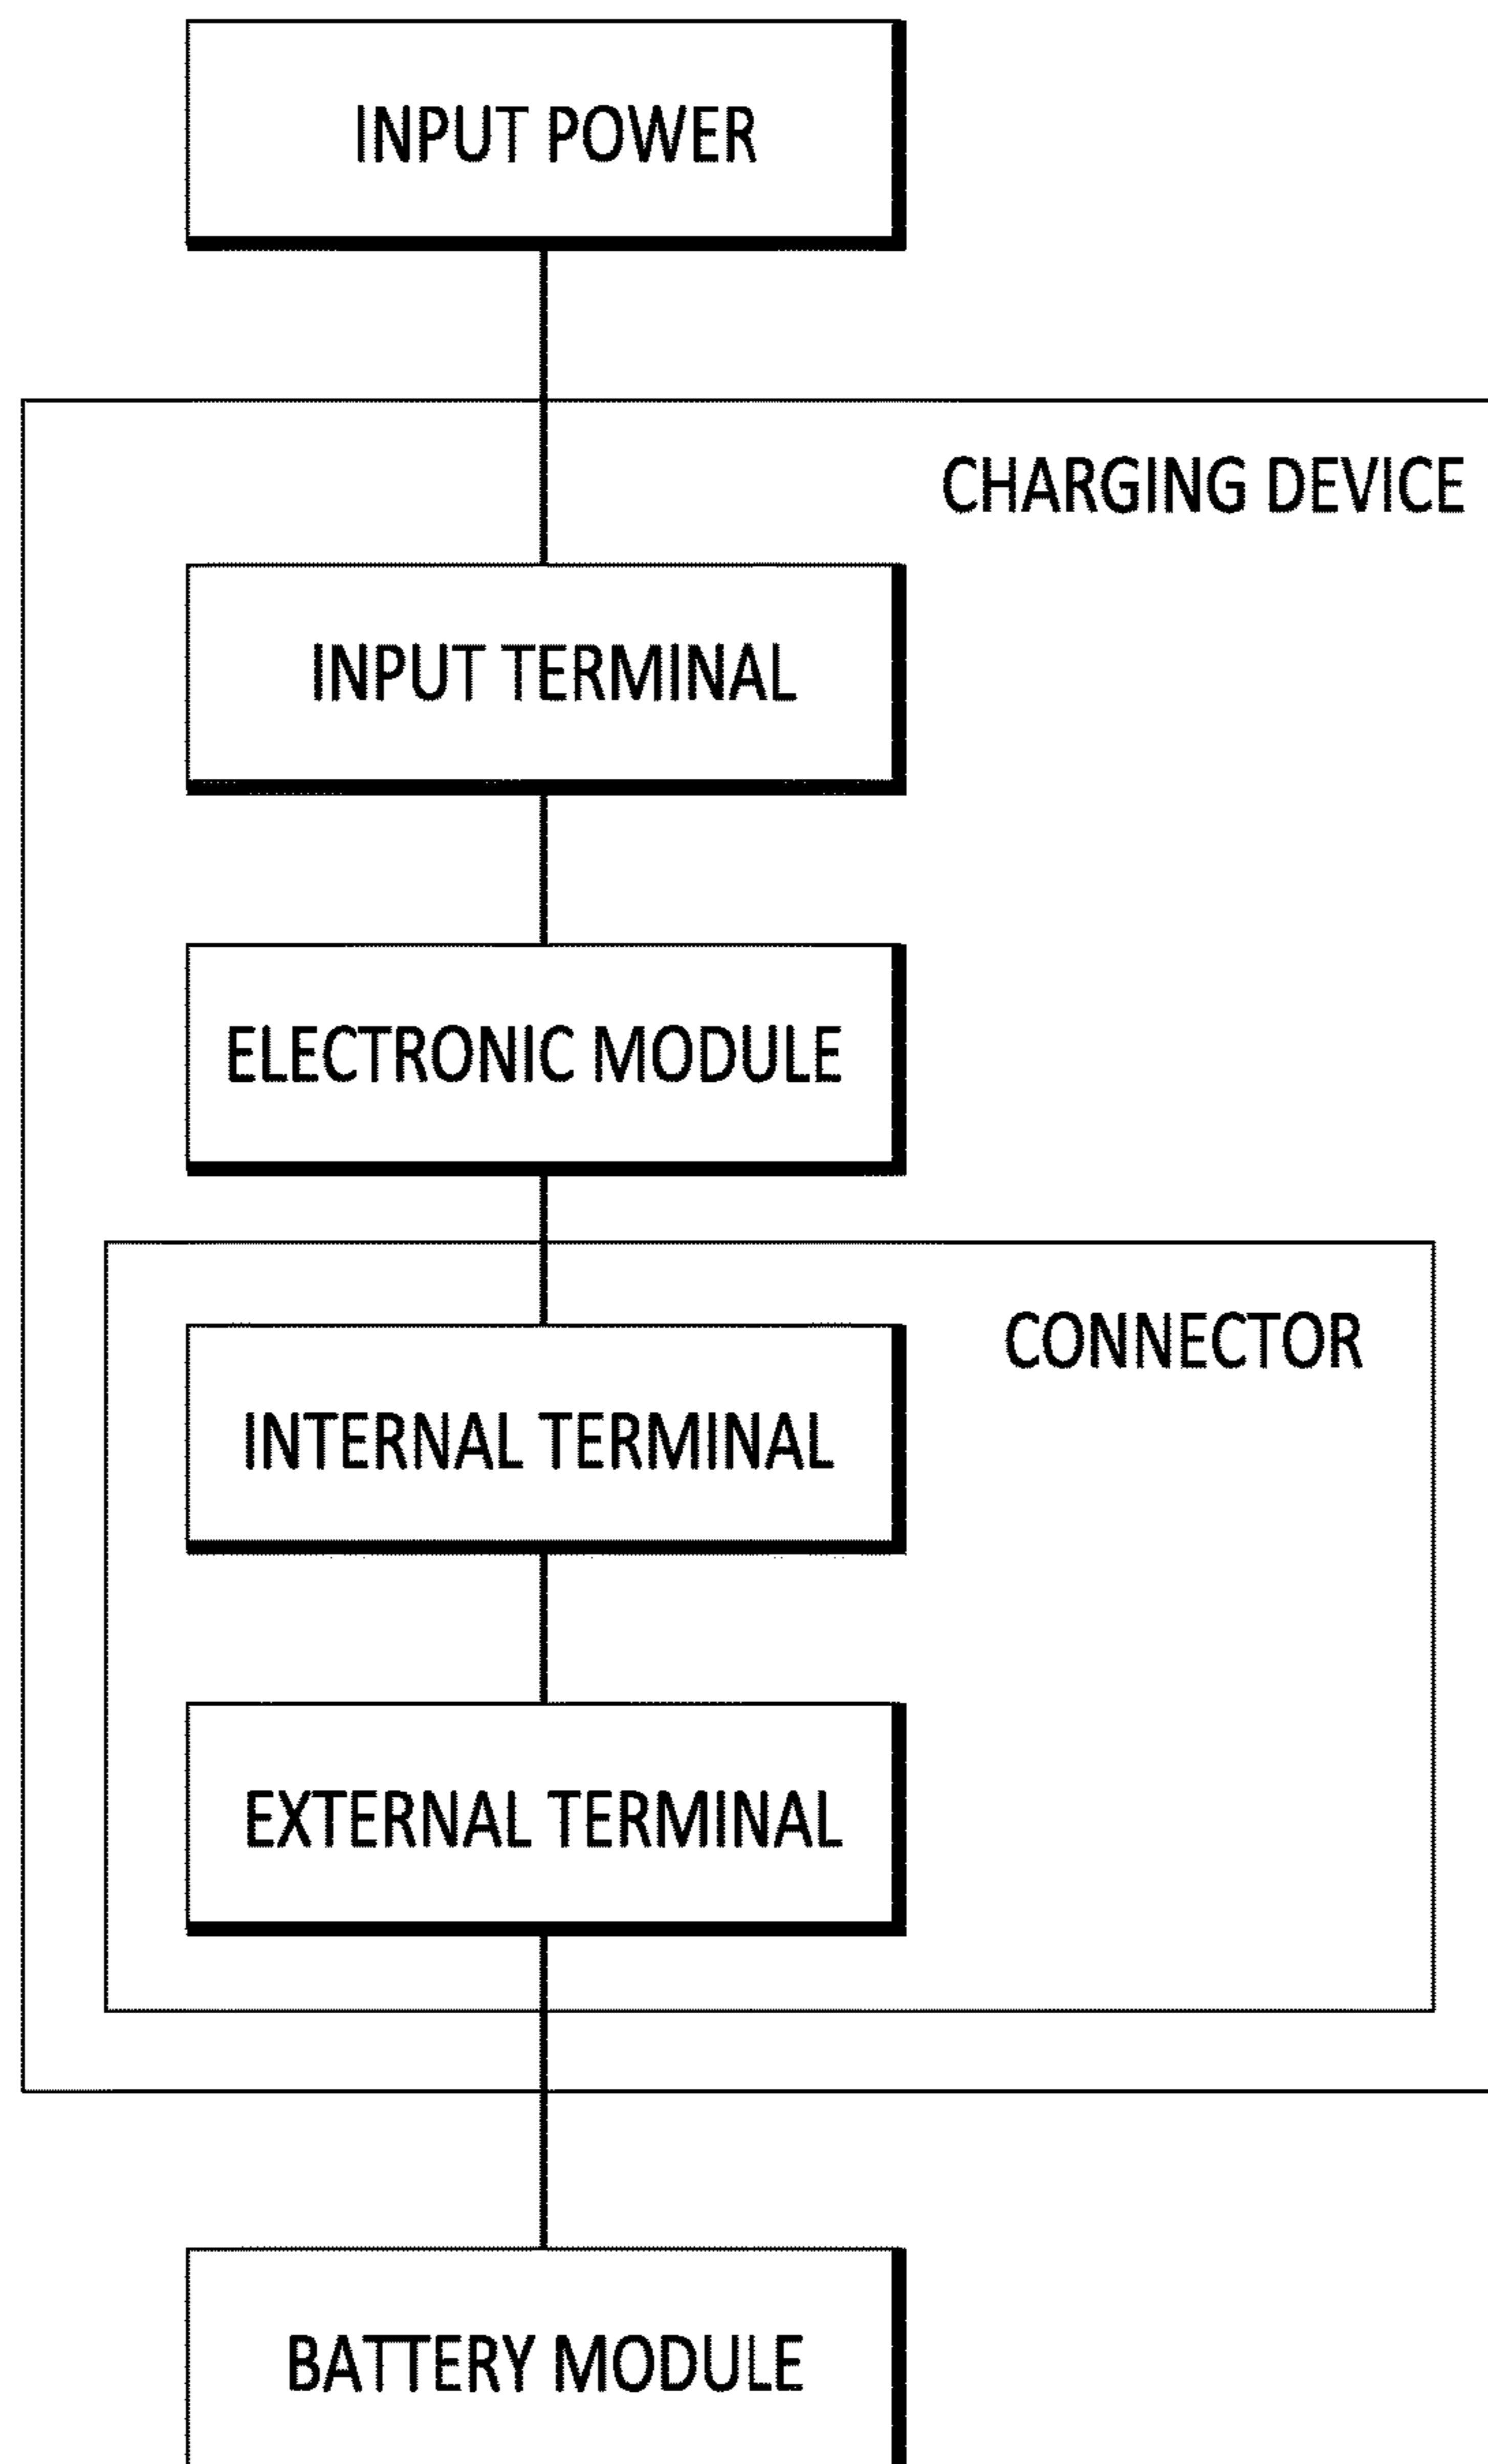 INPUT POWER
CHARGING DEVICE
INPUT TERMINAL
ELECTRONIC MODULE
CONNECTOR
INTERNAL TERMINAL
EXTERNAL TERMINAL
BATTERY MODULE